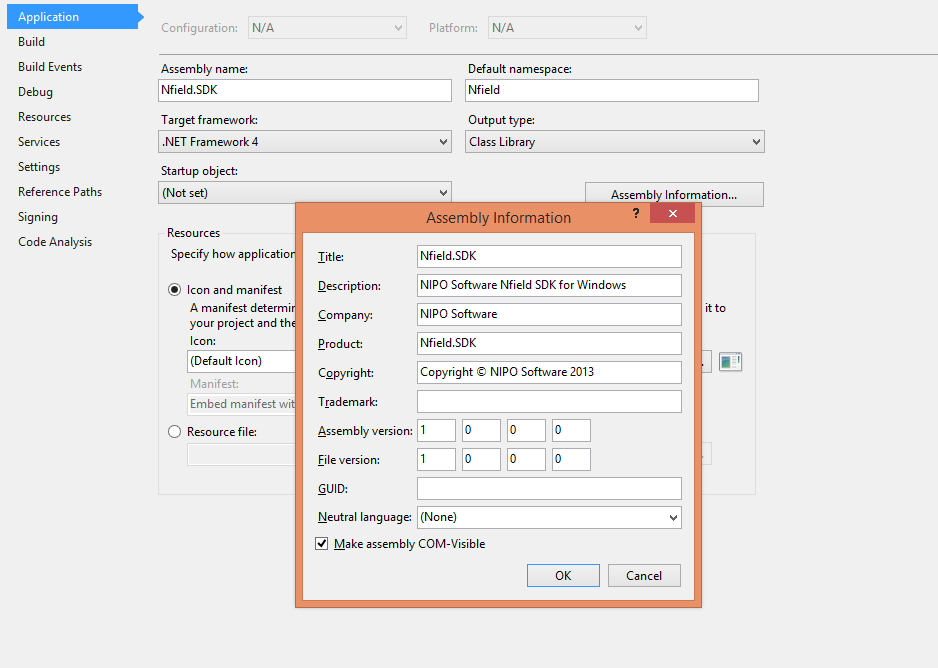 Application
Build
Build Events
Debug
Resources
Services
Settings
Reference Paths
Signing
Code Analysis
Configuration: N/A Platform: N/A
Assembly name: Default namespace:
Nfield.SDK Nfield
Target framework: Output type:
.NET Framework 4 Class Library
Startup object:
(Not set) Assembly Information...
Resources
Specify how application
Icon and manifest
A manifest determin it to
your project and the
Icon:
(Default Icon)
Manifest:
Embed manifest wit
Resource file:
Assembly Information ?
Title: Nfield.SDK
Description: NIPO Software Nfield SDK for Windows
Company: NIPO Software
Product: Nfield.SDK
Copyright: Copyright © NIPO Software 2013
Trademark:
Assembly version: 1 0 0 0
File version: 1 0 0 0
GUID:
Neutral language: (None)
Make assembly COM-Visible
OK Cancel